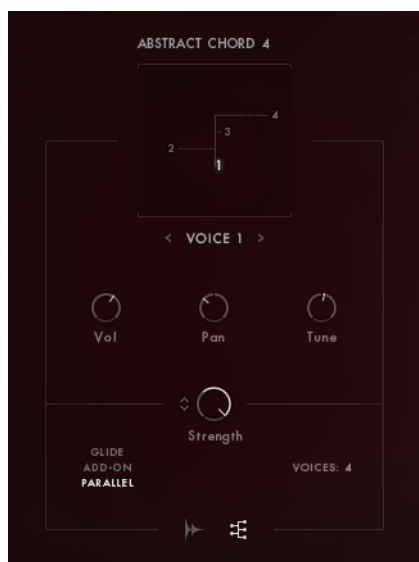 ABSTRACT CHORD 4
4
3
2
1
< VOICE 1 >
Vol Pan Tune
Strength
GLIDE
ADD-ON VOICES: 4
PARALLEL